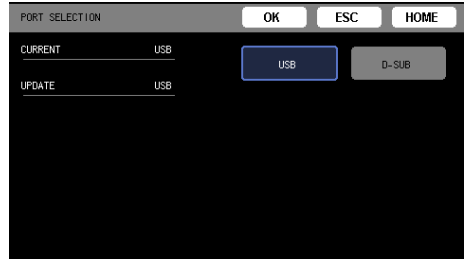 PORT SELECTION OK ESC HOME
CURRENT USB
USB D-SUB
UPDATE USB